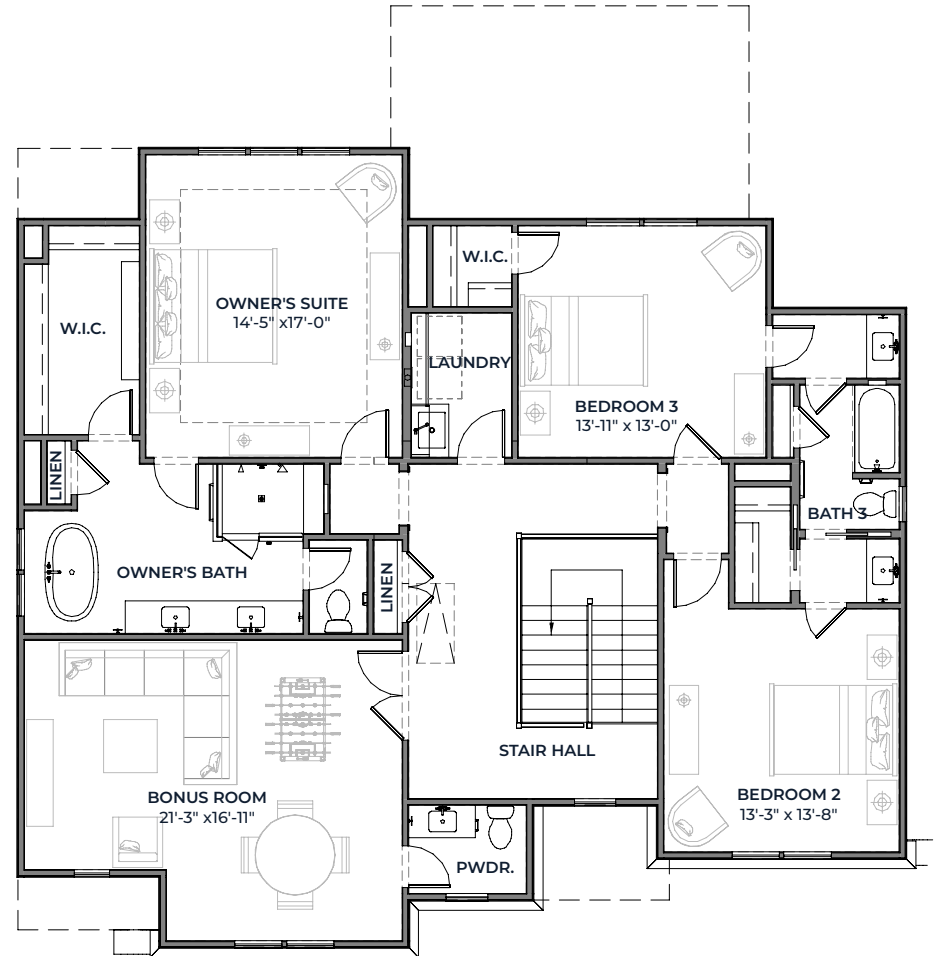 W.I.C.
OWNER'S SUITE
14'-5" x17'-0"
W.I.C.
LAUNDRY
BEDROOM 3
13'-11" x 13'-0"
LINEN
OWNER'S BATH
LINEN
BATH 3
STAIR HALL
BONUS ROOM
21'-3" x16'-11"
BEDROOM 2
13'-3" x 13'-8"
PWDR.